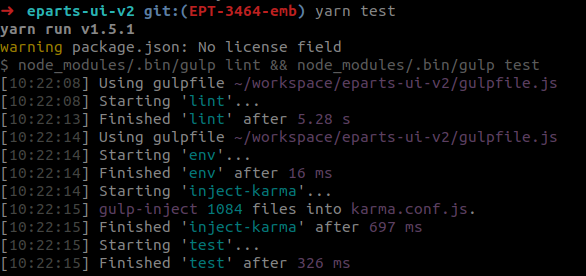 ➜ eparts-ui-v2 git:(EPT-3464-emb) yarn test
yarn run v1.5.1
warning package.json: No license field
$ node_modules/.bin/gulp lint && node_modules/.bin/gulp test
[10:22:08] Using gulpfile ~/workspace/eparts-ui-v2/gulpfile.js
[10:22:08] Starting 'lint'...
[10:22:13] Finished 'lint' after 5.28 s
[10:22:14] Using gulpfile ~/workspace/eparts-ui-v2/gulpfile.js
[10:22:14] Starting 'env'...
[10:22:14] Finished 'env' after 16 ms
[10:22:14] Starting 'inject-karma'...
[10:22:15] gulp-inject 1084 files into karma.conf.js.
[10:22:15] Finished 'inject-karma' after 697 ms
[10:22:15] Starting 'test'...
[10:22:15] Finished 'test' after 326 ms